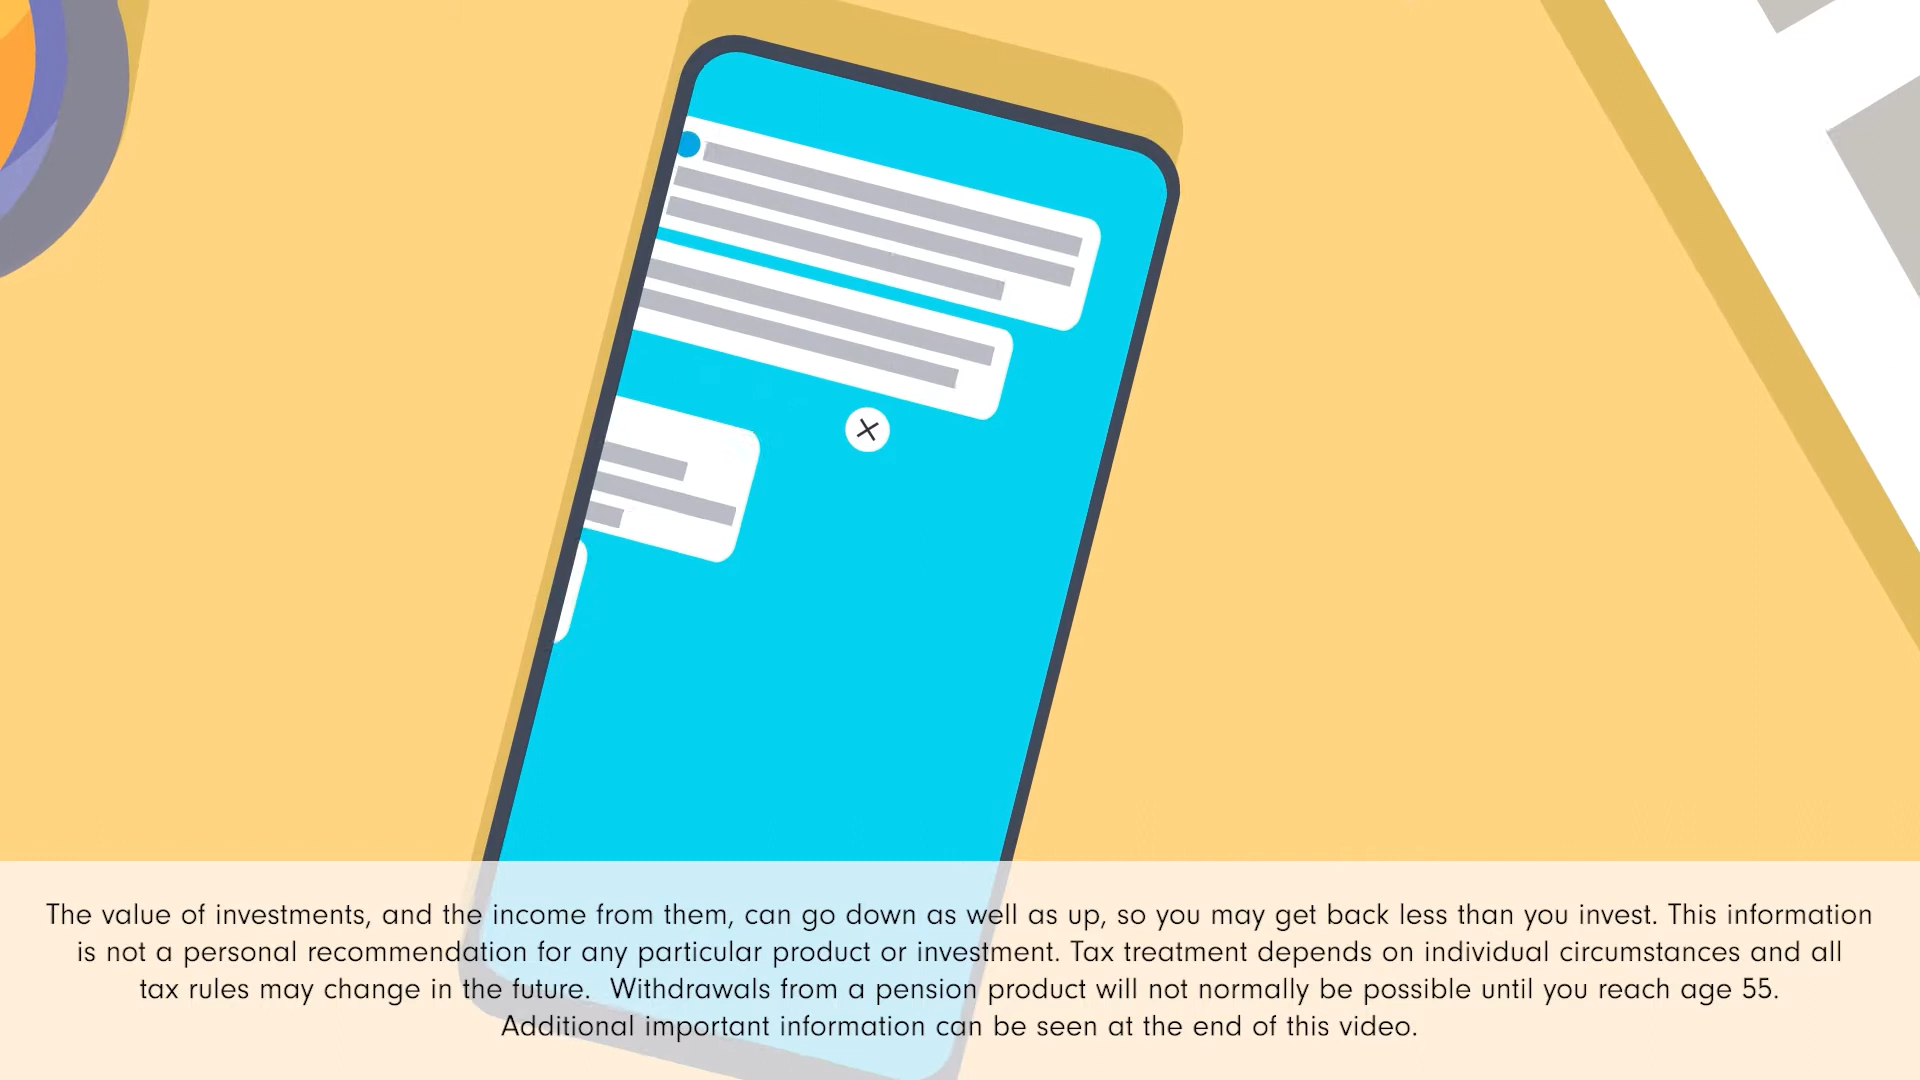 The value of investments, and the income from them, can go down as well as up, so you may get back less than you invest. This information
is not a personal recommendation for any particular product or investment. Tax treatment depends on individual circumstances and all
tax rules may change in the future.  Withdrawals from a pension product will not normally be possible until you reach age 55.
Additional important information can be seen at the end of this video.